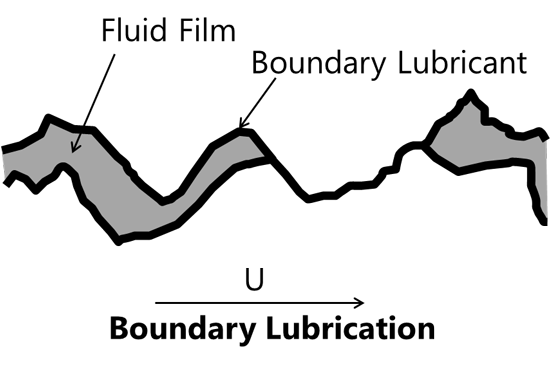 Fluid Film
Boundary Lubricant
U
Boundary Lubrication